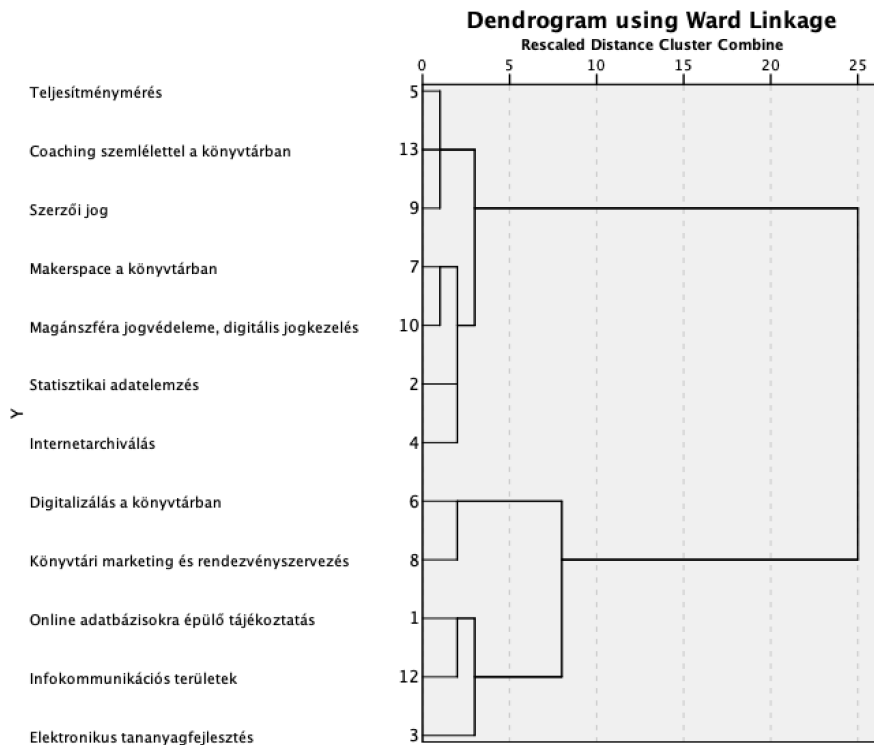 Dendrogram using Ward Linkage
Rescaled Distance Cluster Combine
0 5 10 15 20 25
Teljesítménymérés 5
Coaching szemlélettel a könyvtárban 13
Szerzői jog 9
Makerspace a könyvtárban 7
Magánszféra jogvédeleme, digitális jogkezelés 10
Statisztikai adatelemzés 2
Y
Internetarchiválás 4
Digitalizálás a könyvtárban 6
Könyvtári marketing és rendezvényszervezés 8
Online adatbázisokra épülő tájékoztatás 1
Infokommunikációs területek 12
Elektronikus tananyagfejlesztés 3